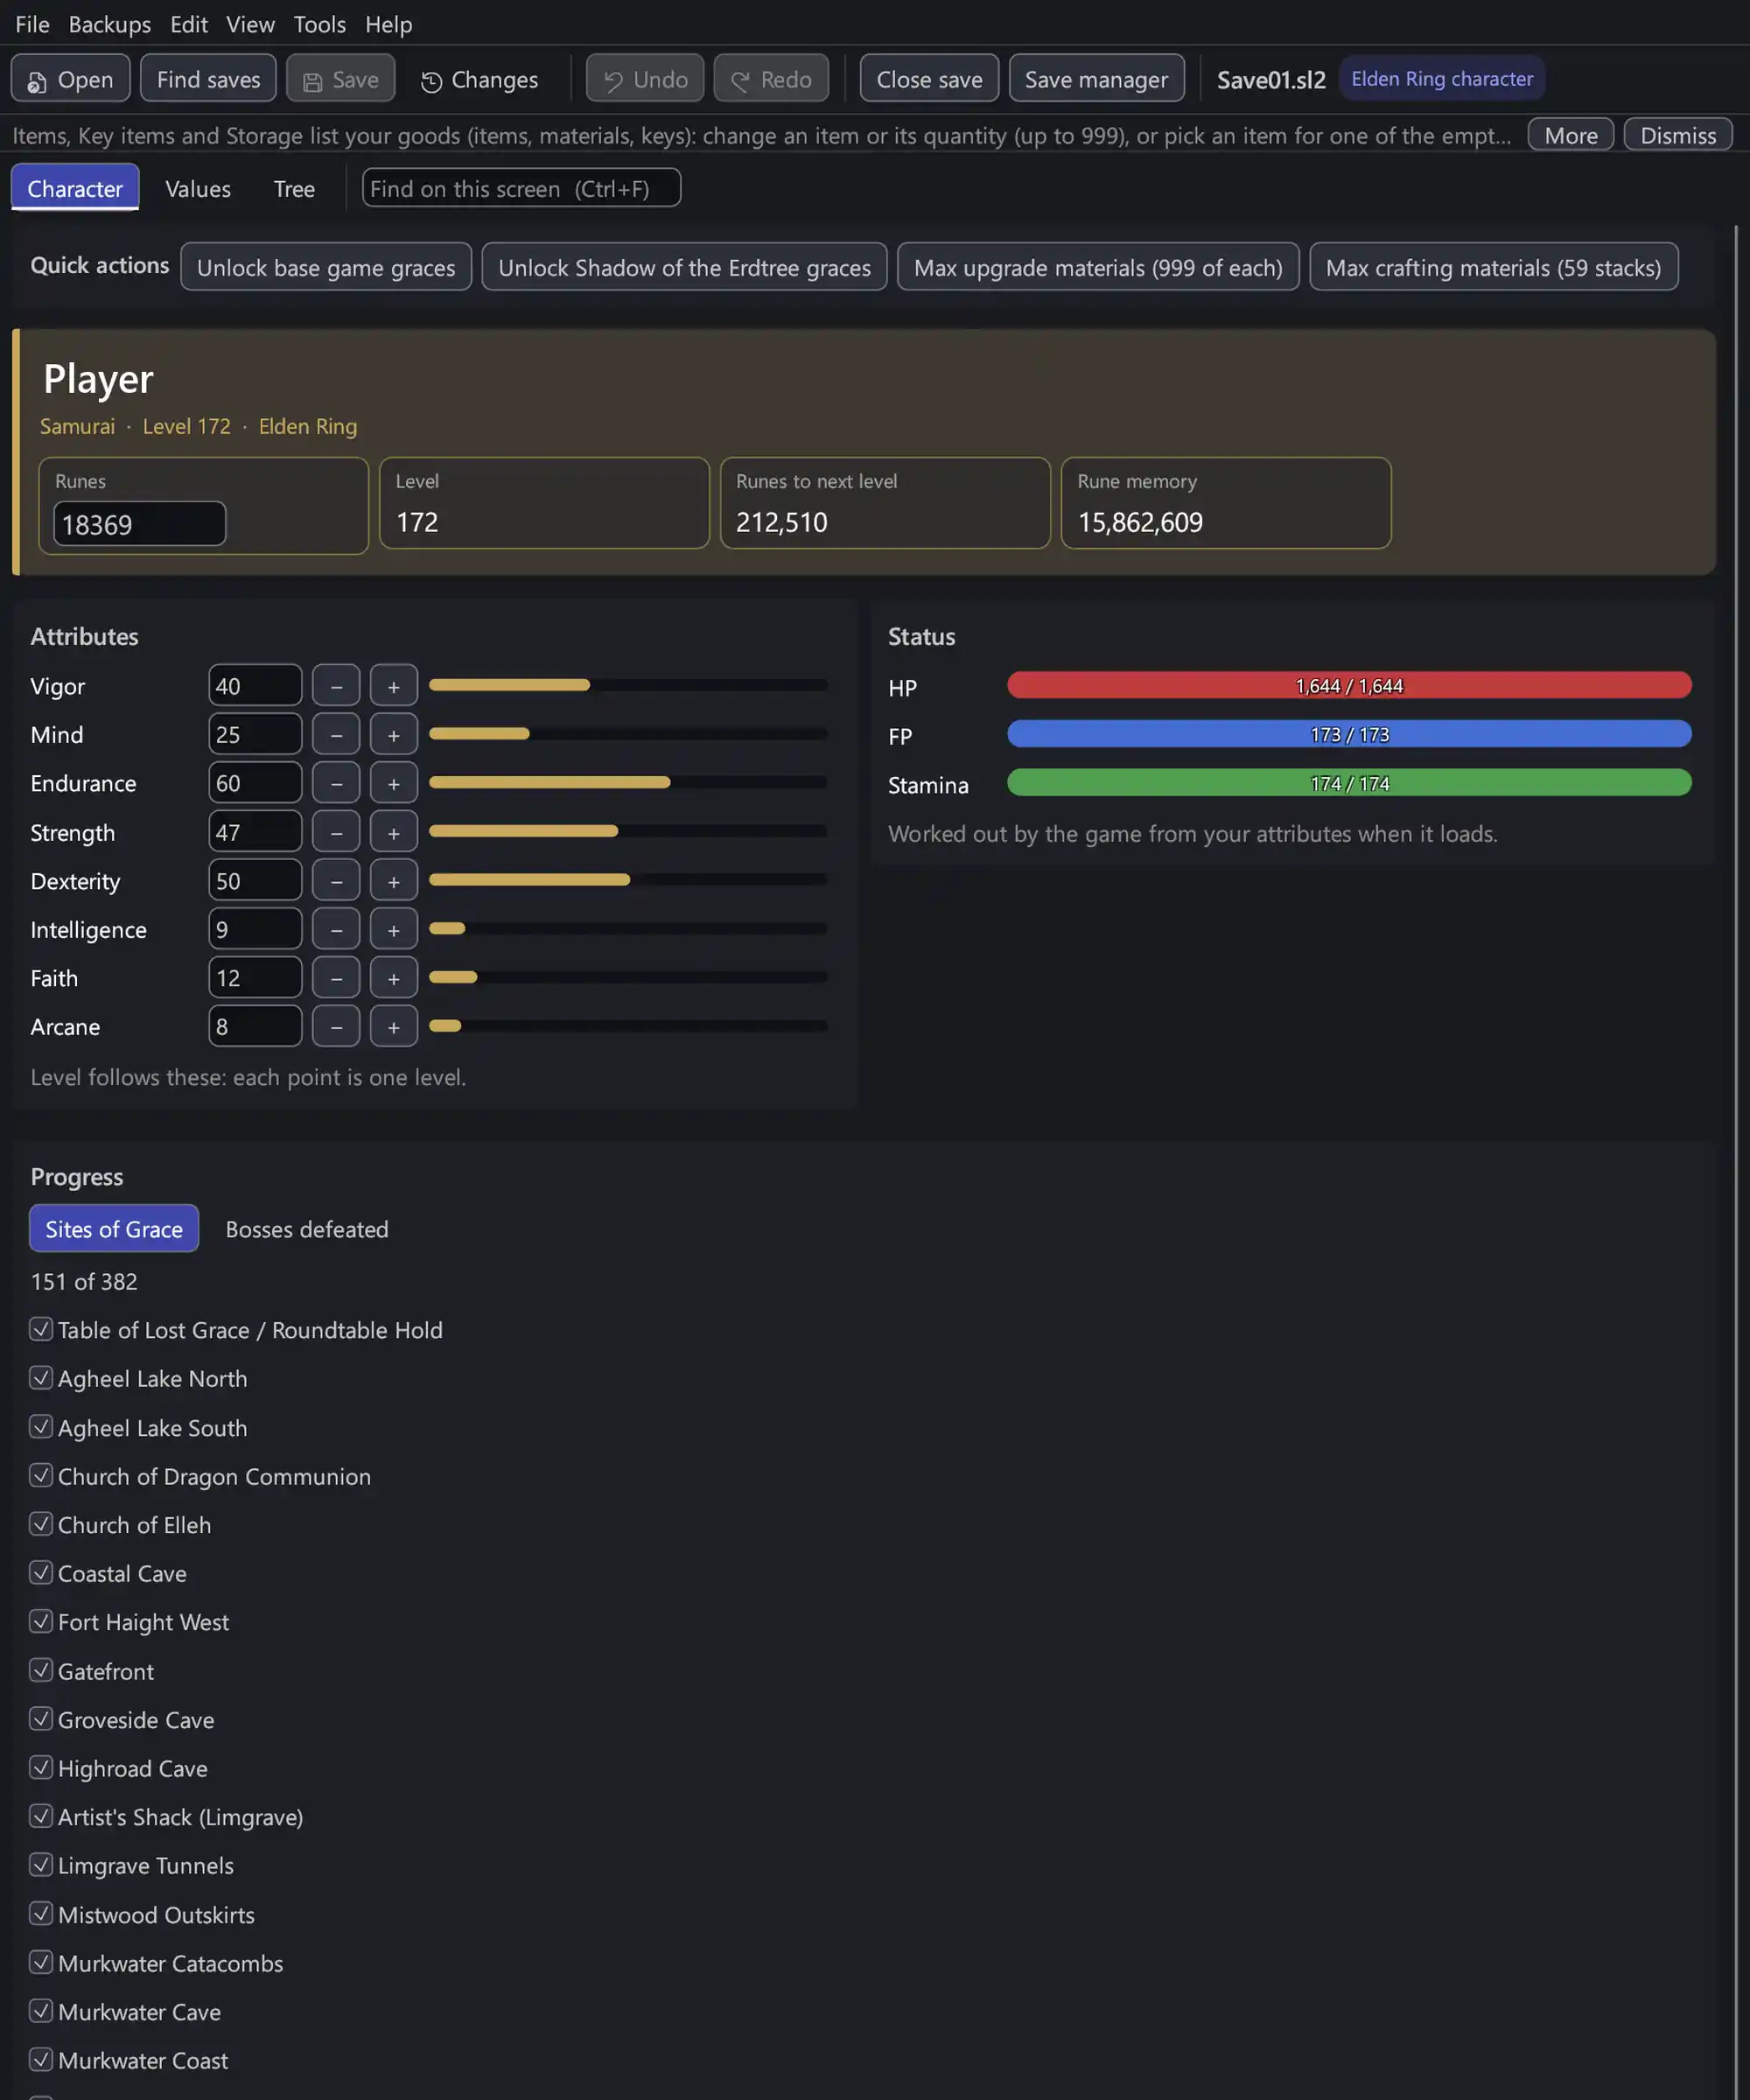 File Backups Edit View Tools Help
Open Find saves Save Changes Undo Redo Close save Save manager Save01.sl2 Elden Ring character
Items, Key items and Storage list your goods (items, materials, keys): change an item or its quantity (up to 999), or pick an item for one of the empt... More Dismiss
Character Values Tree Find on this screen (Ctrl+F)
Quick actions Unlock base game graces Unlock Shadow of the Erdtree graces Max upgrade materials (999 of each) Max crafting materials (59 stacks)
Player
Samurai · Level 172 · Elden Ring
Runes Level Runes to next level Rune memory
18369 172 212,510 15,862,609
Attributes
Vigor 40 − +
Mind 25 − +
Endurance 60 − +
Strength 47 − +
Dexterity 50 − +
Intelligence 9 − +
Faith 12 − +
Arcane 8 − +
Level follows these: each point is one level.
Status
HP 1,644 / 1,644
FP 173 / 173
Stamina 174 / 174
Worked out by the game from your attributes when it loads.
Progress
Sites of Grace Bosses defeated
151 of 382
Table of Lost Grace / Roundtable Hold
Agheel Lake North
Agheel Lake South
Church of Dragon Communion
Church of Elleh
Coastal Cave
Fort Haight West
Gatefront
Groveside Cave
Highroad Cave
Artist's Shack (Limgrave)
Limgrave Tunnels
Mistwood Outskirts
Murkwater Catacombs
Murkwater Cave
Murkwater Coast